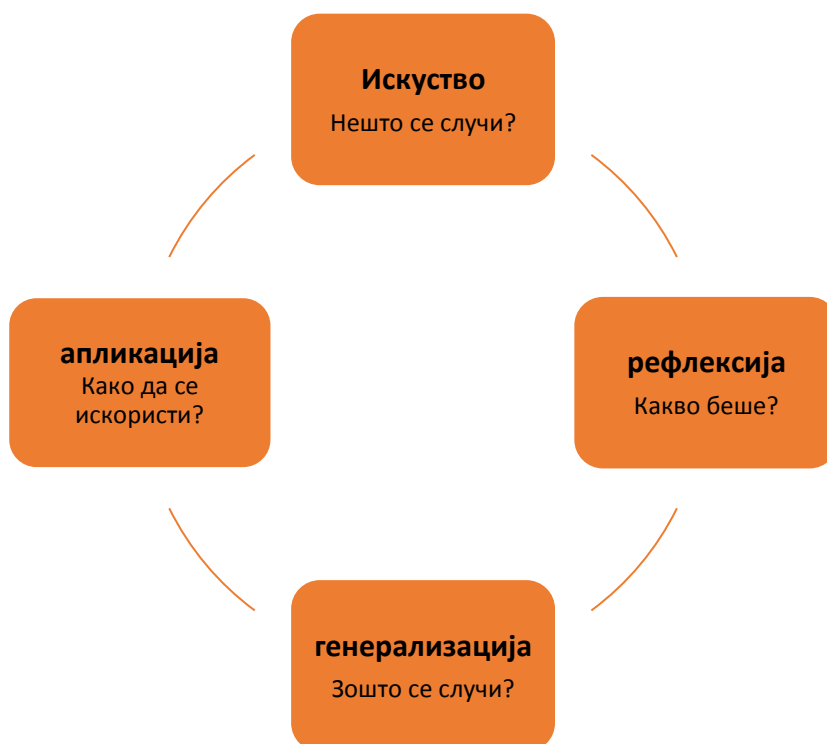 Искуство
Нешто се случи?
рефлексија
Какво беше?
генерализација
Зошто се случи?
апликација
Како да се
искористи?